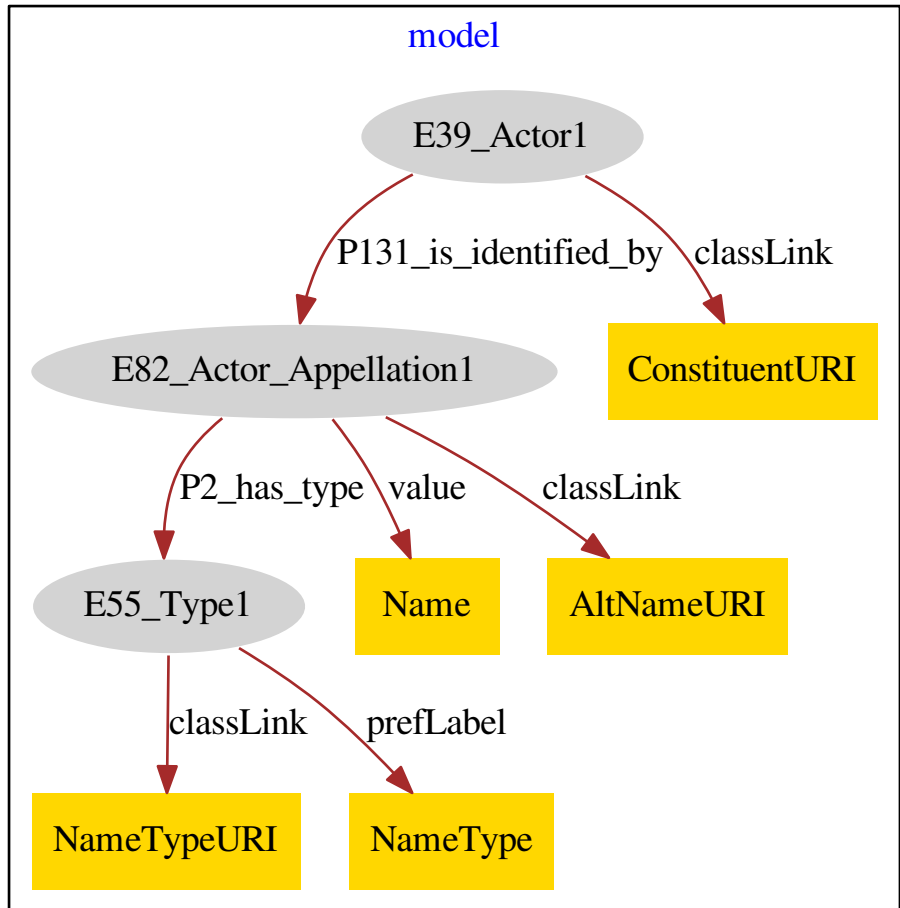 model
E39_Actor1
P131_is_identified_by
classLink
E82_Actor_Appellation1
ConstituentURI
P2_has_type
value
classLink
E55_Type1
Name
AltNameURI
classLink
prefLabel
NameTypeURI
NameType